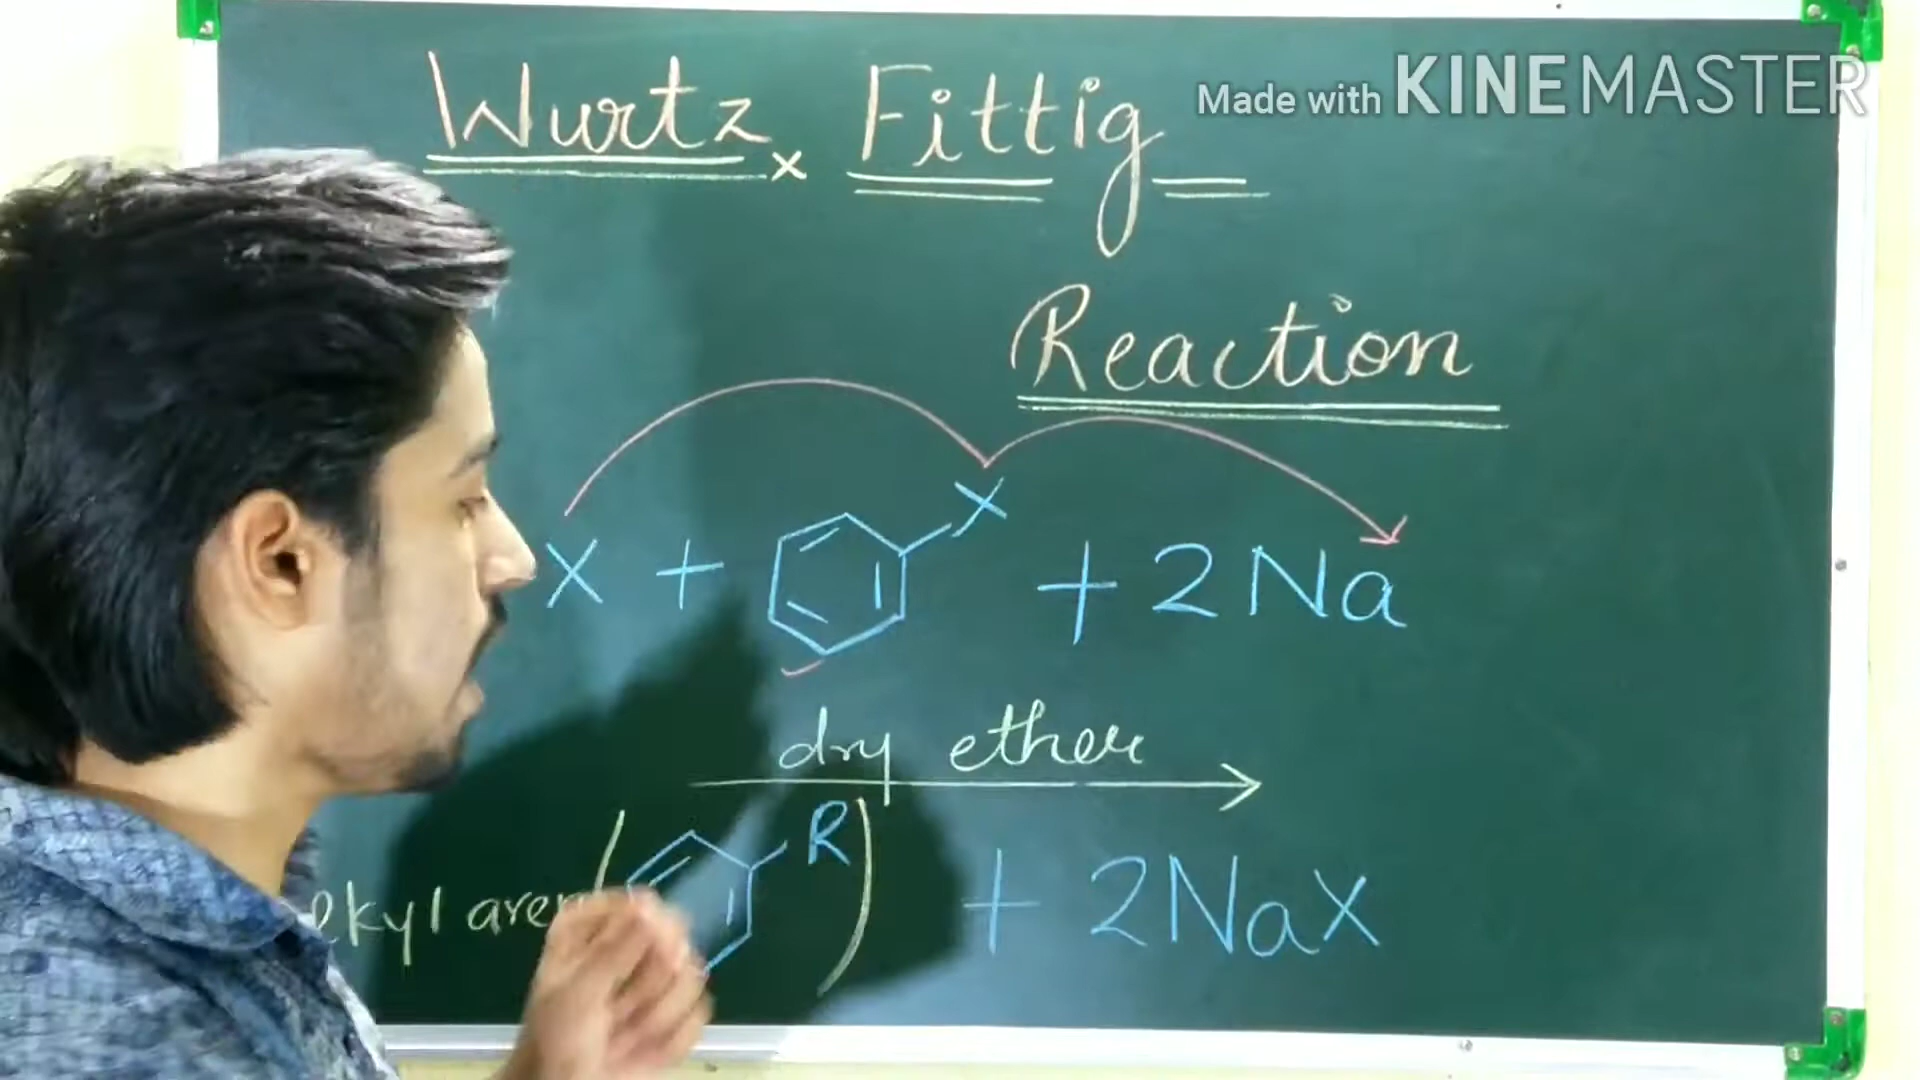 Wurtz x Fittig
Made with KINEMASTER
Reaction
X
X + + 2Na
dry ether
R
+ 2NaX